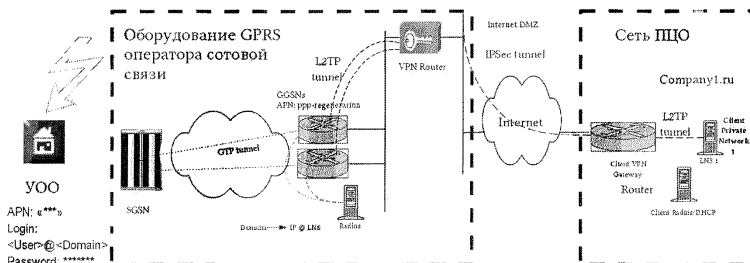 Оборудование GPRS
оператора сотовой
связи
L2TP
tunnel
VPN Router
Internet DMZ
IPSec tunnel
Internet
Сеть ПЦО
Company1.ru
L2TP
tunnel
Client
Private
Network
1
LNS 1
Client VPN
Gateway
Router
Client Radius/DHCP
GGSNs
APN: ppp-regeneration
GTP tunnel
SGSN
Domain
IP @ LNS
Radius
УОО
APN: «***»
Login:
<User>@<Domain>
Password: *******